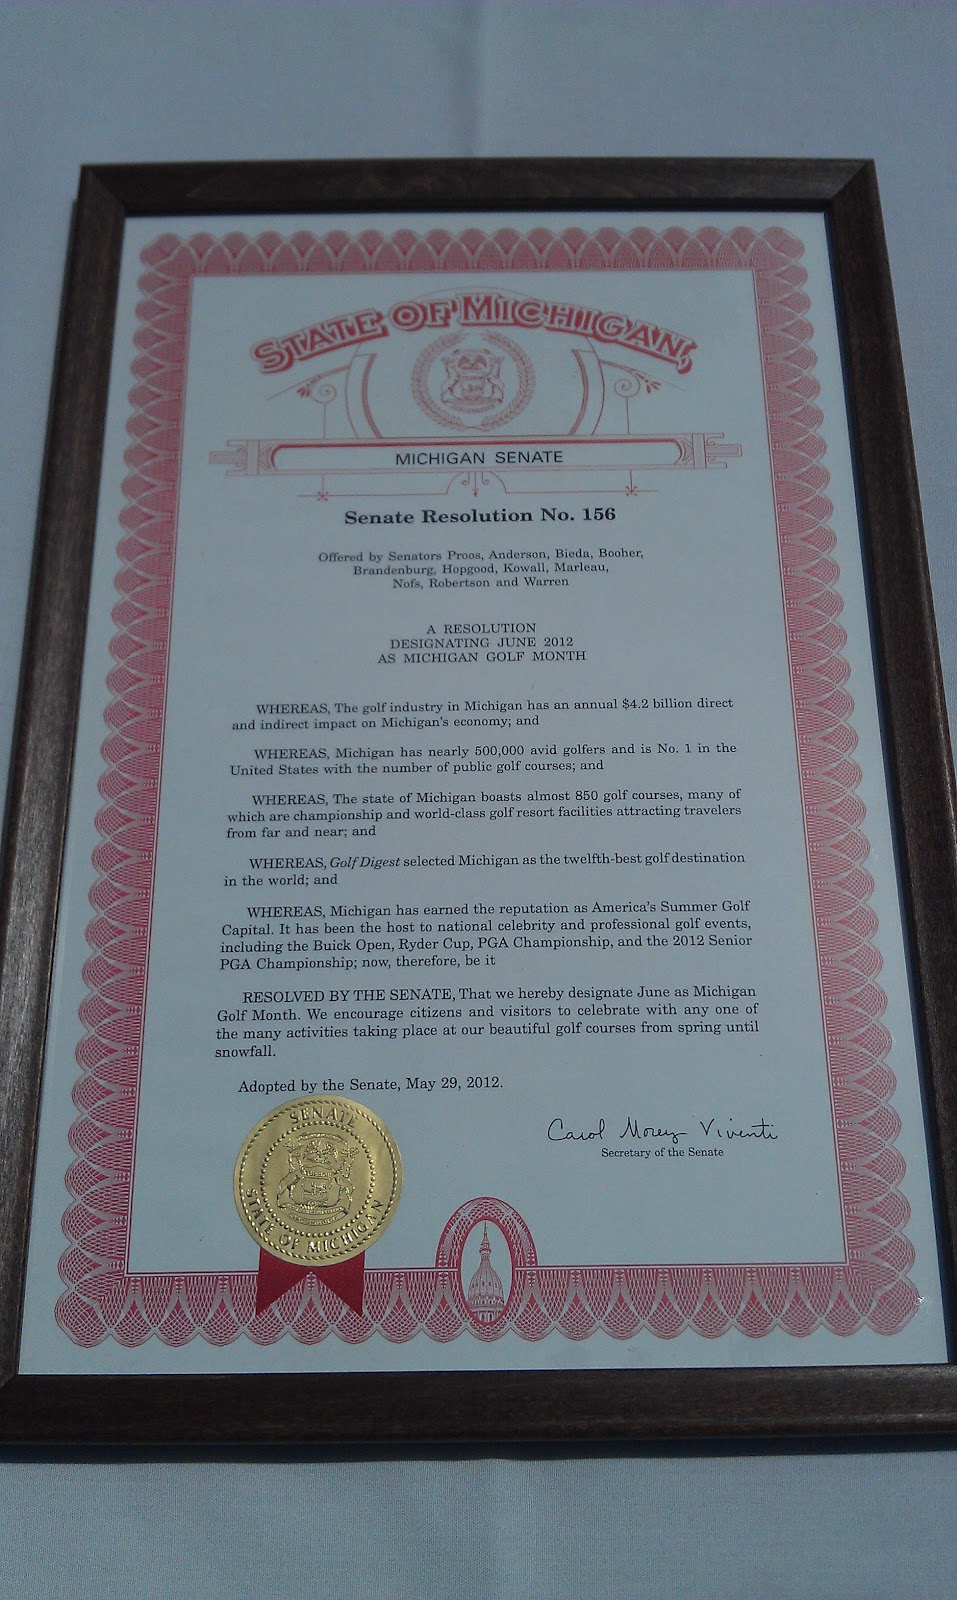 STATE OF MICHIGAN,
MICHIGAN SENATE
Senate Resolution No. 156
Offered by Senators Proos, Anderson, Bieda, Booher,
Brandenburg, Hopgood, Kowall, Marleau,
Nofs, Robertson and Warren
A RESOLUTION
DESIGNATING JUNE 2012
AS MICHIGAN GOLF MONTH
WHEREAS, The golf industry in Michigan has an annual $4.2 billion direct
and indirect impact on Michigan's economy; and
WHEREAS, Michigan has nearly 500,000 avid golfers and is No. 1 in the
United States with the number of public golf courses; and
WHEREAS, The state of Michigan boasts almost 850 golf courses, many of
which are championship and world-class golf resort facilities attracting travelers
from far and near; and
WHEREAS, Golf Digest selected Michigan as the twelfth-best golf destination
in the world; and
WHEREAS, Michigan has earned the reputation as America's Summer Golf
Capital. It has been the host to national celebrity and professional golf events,
including the Buick Open, Ryder Cup, PGA Championship, and the 2012 Senior
PGA Championship; now, therefore, be it
RESOLVED BY THE SENATE, That we hereby designate June as Michigan
Golf Month. We encourage citizens and visitors to celebrate with any one of
the many activities taking place at our beautiful golf courses from spring until
snowfall.
Adopted by the Senate, May 29, 2012.
Carol Morey Viventi
Secretary of the Senate
SENATE
STATE OF MICHIGAN